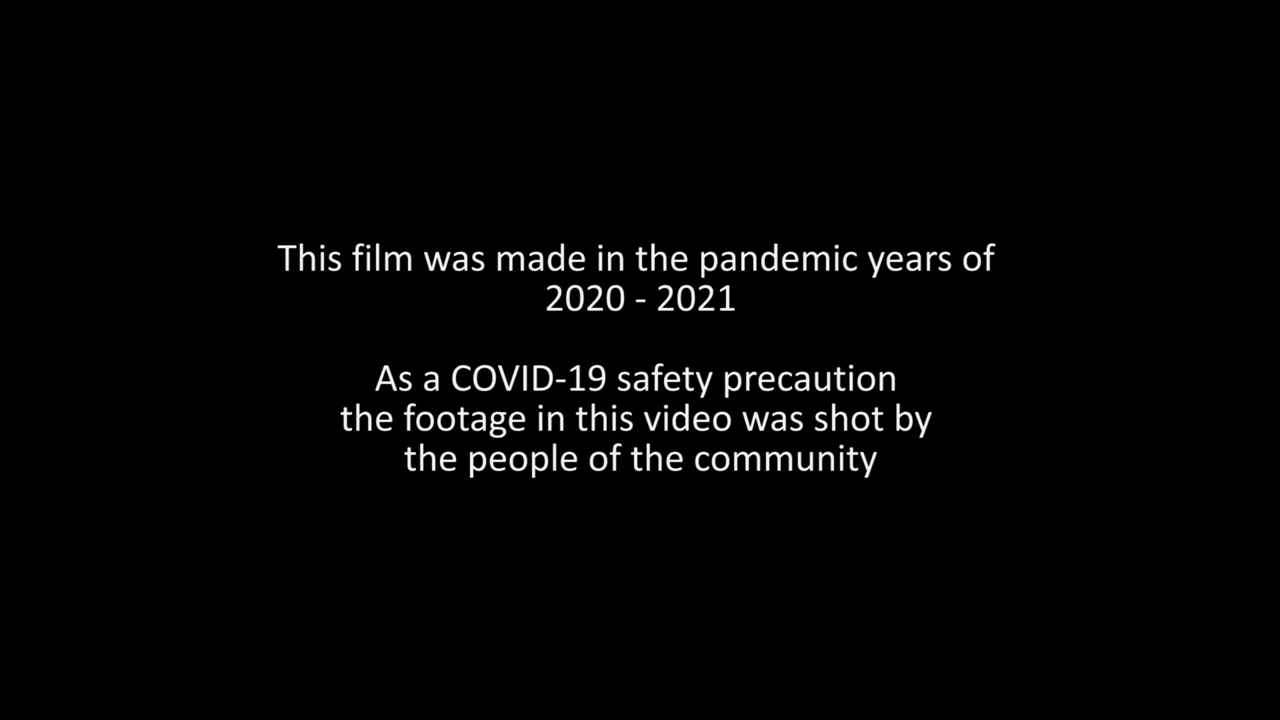 This film was made in the pandemic years of
2020 - 2021
As a COVID-19 safety precaution
the footage in this video was shot by
the people of the community